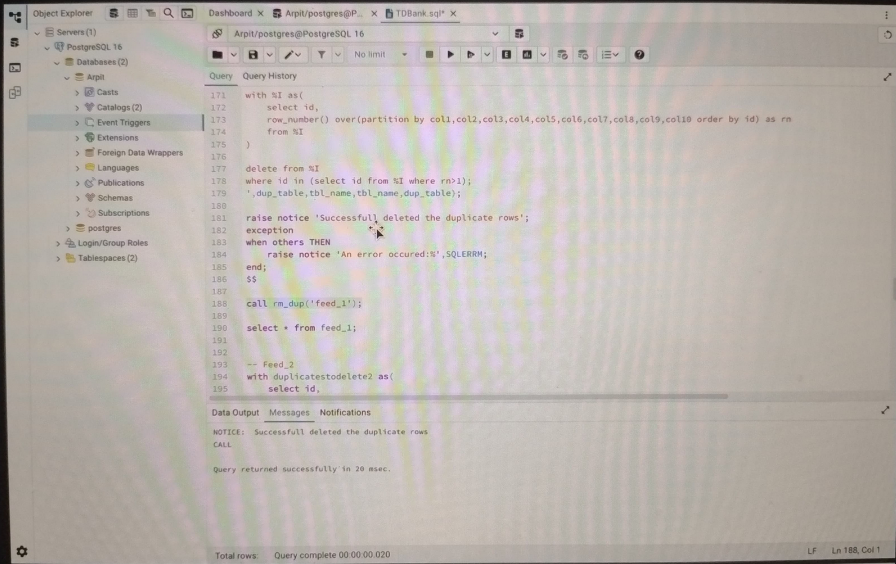 Object Explorer
Dashboard
Arpit/postgres@P...
TDBank.sql*
Servers (1)
PostgreSQL 16
Databases (2)
Arpit
Casts
Catalogs (2)
Event Triggers
Extensions
Foreign Data Wrappers
Languages
Publications
Schemas
Subscriptions
postgres
Login/Group Roles
Tablespaces (2)
Arpit/postgres@PostgreSQL 16
No limit
Query
Query History
171 with %I as(
172 select id,
173 row_number() over(partition by col1,col2,col3,col4,col5,col6,col7,col8,col9,col10 order by id) as rn
174 from %I
175 )
176
177 delete from %I
178 where id in (select id from %I where rn>1);
179 ',dup_table,tbl_name,tbl_name,dup_table);
180
181 raise notice 'Successfull deleted the duplicate rows';
182 exception
183 when others THEN
184 raise notice 'An error occured:%',SQLERRM;
185 end;
186 $$
187
188 call rm_dup('feed_1');
189
190 select * from feed_1;
191
192
193 -- Feed_2
194 with duplicatestodelete2 as(
195 select id,
Data Output
Messages
Notifications
NOTICE: Successfull deleted the duplicate rows
CALL
Query returned successfully in 20 msec.
Total rows:
Query complete 00:00:00.020
LF
Ln 188, Col 1